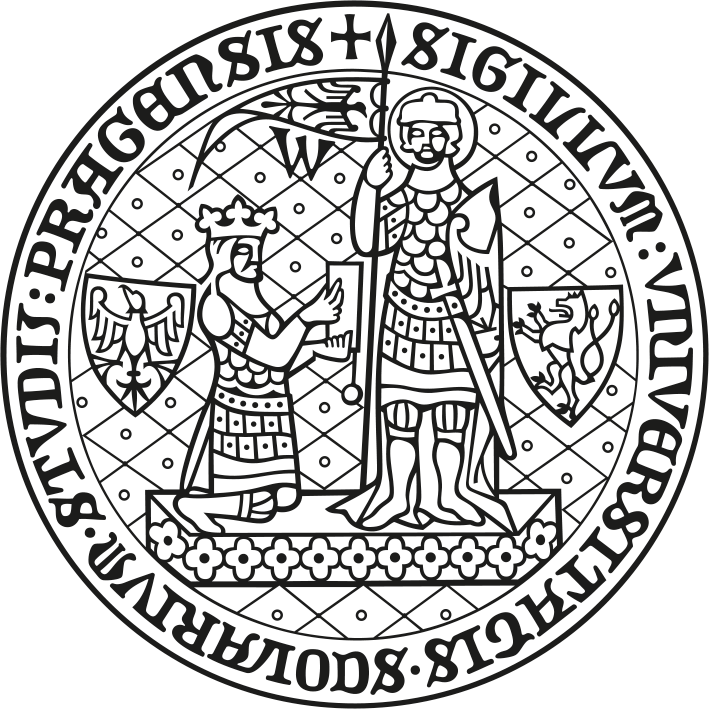 ✝ SIGILLVM : VNIVERSITATIS · SCOLARIVM · STVDII : PRAGENSIS
W